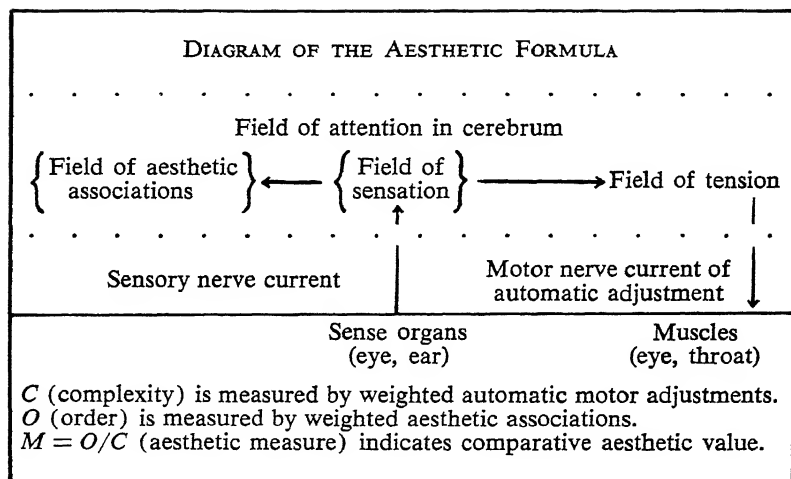 DIAGRAM OF THE AESTHETIC FORMULA
Field of attention in cerebrum
{Field of aesthetic associations} ← {Field of sensation} → Field of tension
Sensory nerve current
Motor nerve current of
automatic adjustment
Sense organs
(eye, ear)
Muscles
(eye, throat)
C (complexity) is measured by weighted automatic motor adjustments.
O (order) is measured by weighted aesthetic associations.
M = O/C (aesthetic measure) indicates comparative aesthetic value.